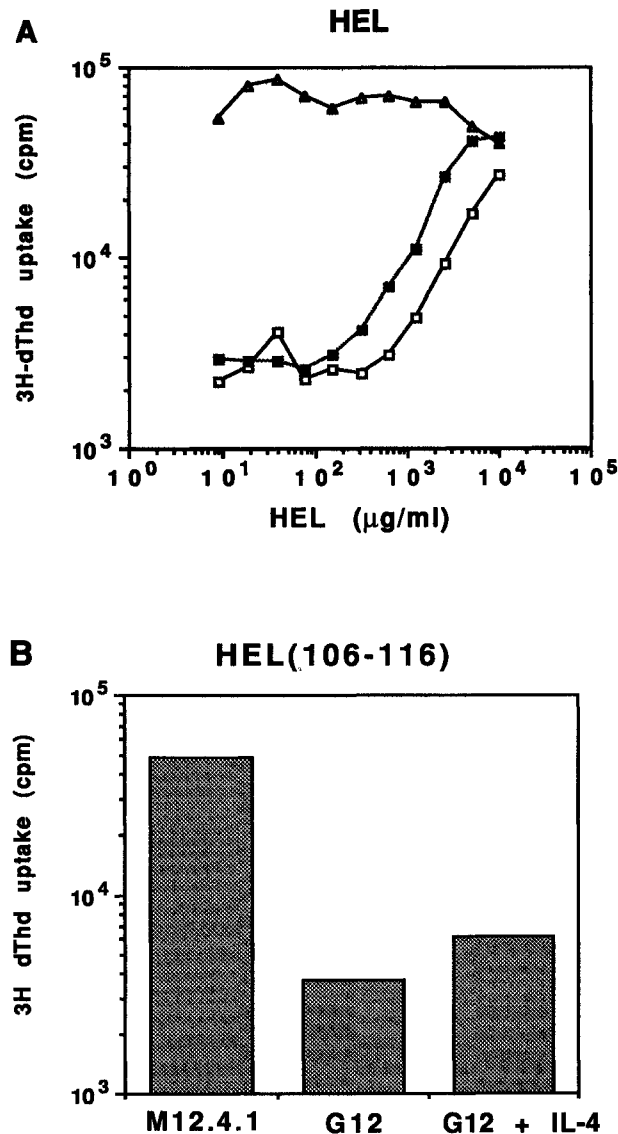 A
HEL
10^5
10^4
10^3
3H-dThd uptake (cpm)
10^0 10^1 10^2 10^3 10^4 10^5
HEL (µg/ml)
B
HEL(106-116)
10^5
10^4
10^3
3H dThd uptake (cpm)
M12.4.1 G12 G12 + IL-4